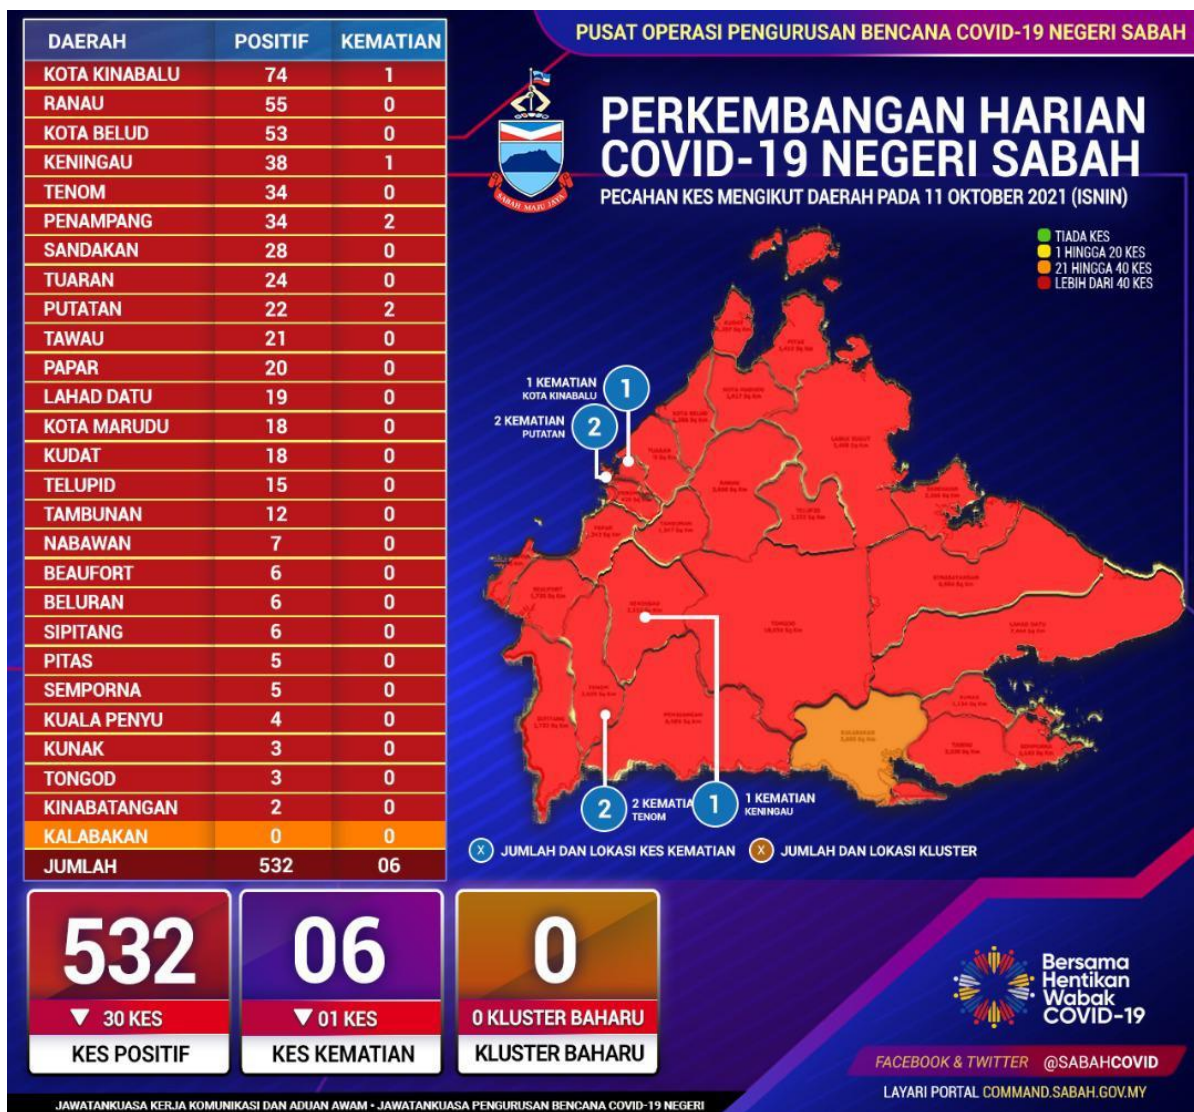 DAERAH POSITIF KEMATIAN
KOTA KINABALU 74 1
RANAU 55 0
KOTA BELUD 53 0
KENINGAU 38 1
TENOM 34 0
PENAMPANG 34 2
SANDAKAN 28 0
TUARAN 24 0
PUTATAN 22 2
TAWAU 21 0
PAPAR 20 0
LAHAD DATU 19 0
KOTA MARUDU 18 0
KUDAT 18 0
TELUPID 15 0
TAMBUNAN 12 0
NABAWAN 7 0
BEAUFORT 6 0
BELURAN 6 0
SIPITANG 6 0
PITAS 5 0
SEMPORNA 5 0
KUALA PENYU 4 0
KUNAK 3 0
TONGOD 3 0
KINABATANGAN 2 0
KALABAKAN 0 0
JUMLAH 532 06
PUSAT OPERASI PENGURUSAN BENCANA COVID-19 NEGERI SABAH
SABAH MAJU JAYA
PERKEMBANGAN HARIAN
COVID-19 NEGERI SABAH
PECAHAN KES MENGIKUT DAERAH PADA 11 OKTOBER 2021 (ISNIN)
TIADA KES
1 HINGGA 20 KES
21 HINGGA 40 KES
LEBIH DARI 40 KES
1 KEMATIAN
KOTA KINABALU
1
2 KEMATIAN
PUTATAN
2
2
2 KEMATIA
TENOM
1
1 KEMATIAN
KENINGAU
X JUMLAH DAN LOKASI KES KEMATIAN
X JUMLAH DAN LOKASI KLUSTER
532
▼ 30 KES
KES POSITIF
06
▼ 01 KES
KES KEMATIAN
0
0 KLUSTER BAHARU
KLUSTER BAHARU
Bersama
Hentikan
Wabak
COVID-19
FACEBOOK & TWITTER @SABAHCOVID
LAYARI PORTAL COMMAND.SABAH.GOV.MY
JAWATANKUASA KERJA KOMUNIKASI DAN ADUAN AWAM • JAWATANKUASA PENGURUSAN BENCANA COVID-19 NEGERI